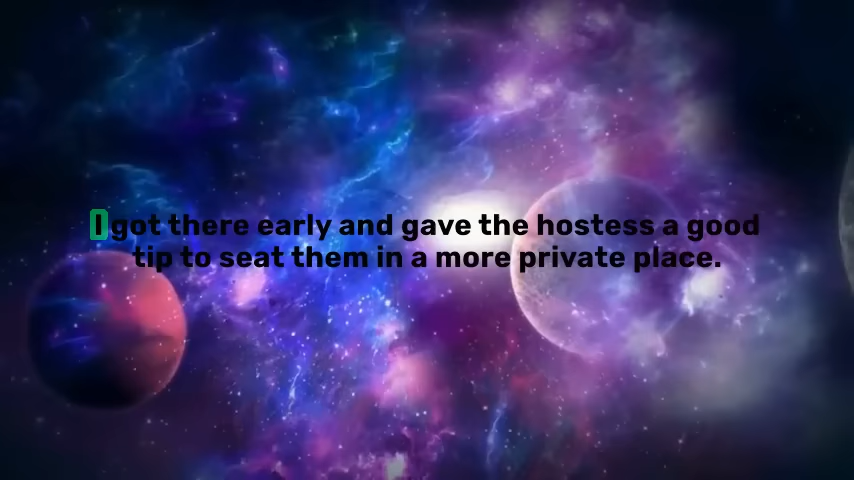 I got there early and gave the hostess a good
tip to seat them in a more private place.